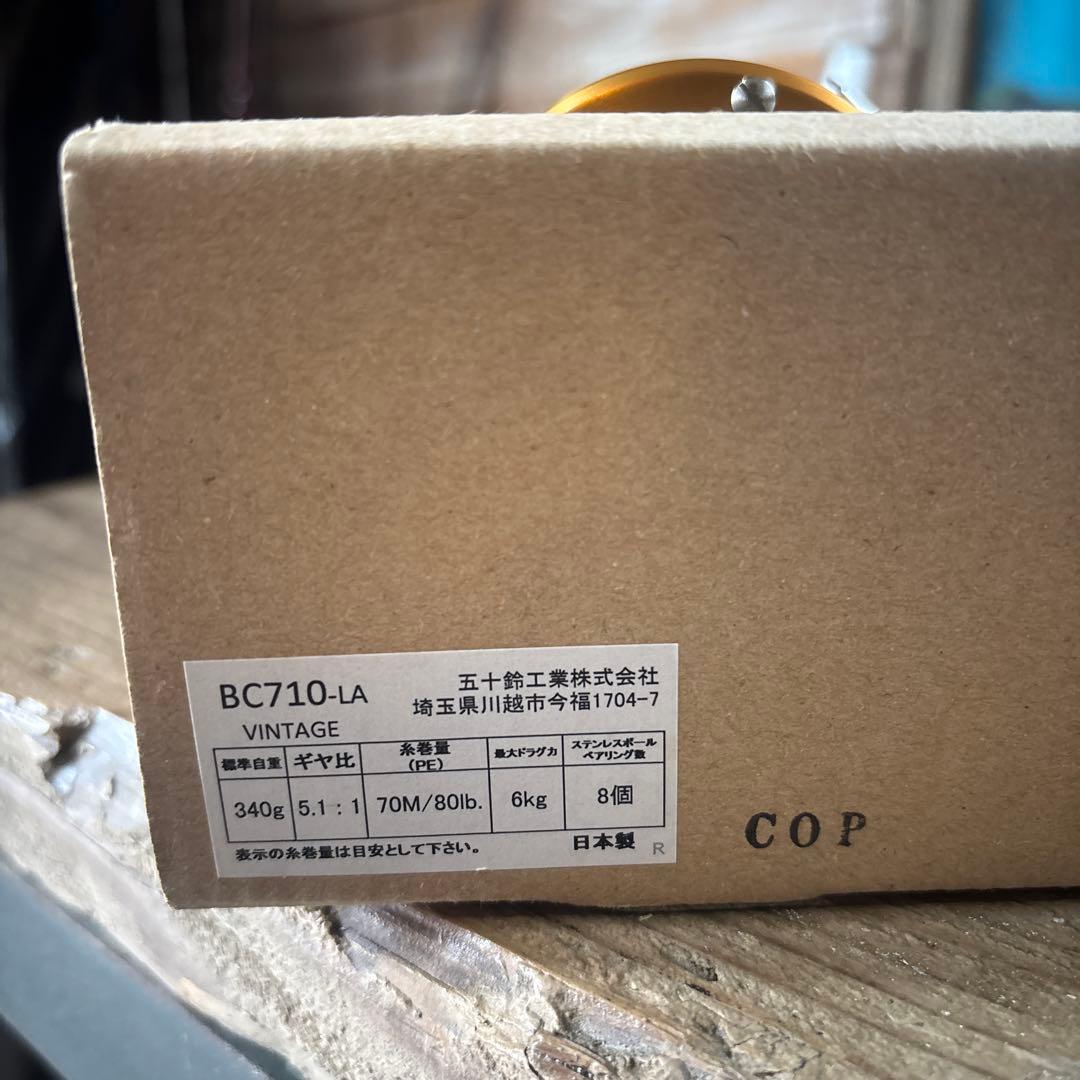 BC710-LA
VINTAGE
五十鈴工業株式会社
埼玉県川越市今福1704-7
標準自重 ギヤ比 糸巻量(PE) 最大ドラグ力 ステンレスボールベアリング数
340g 5.1：1 70M/80lb. 6kg 8個
表示の糸巻量は目安として下さい。
日本製 R
COP